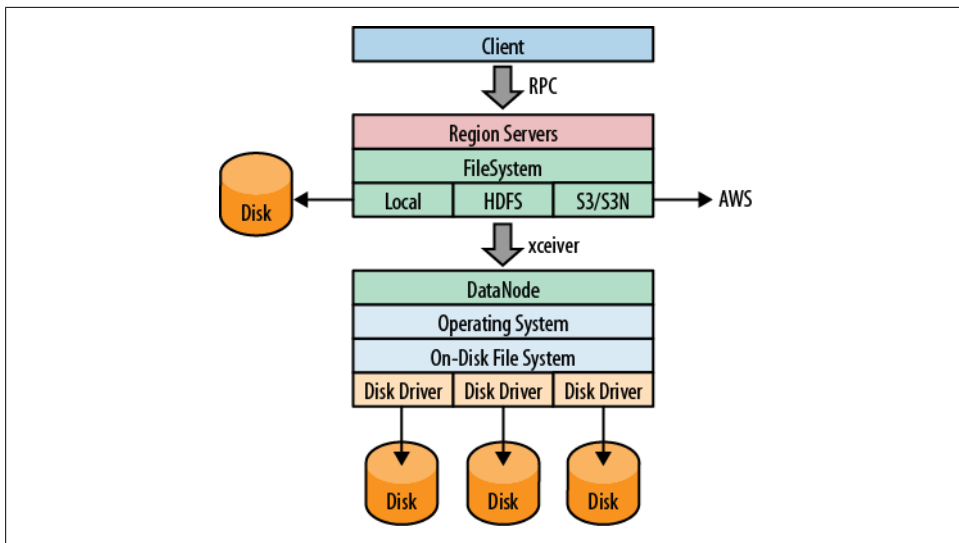 Client
RPC
Region Servers
FileSystem
Local HDFS S3/S3N
AWS
Disk
xceiver
DataNode
Operating System
On-Disk File System
Disk Driver Disk Driver Disk Driver
Disk Disk Disk